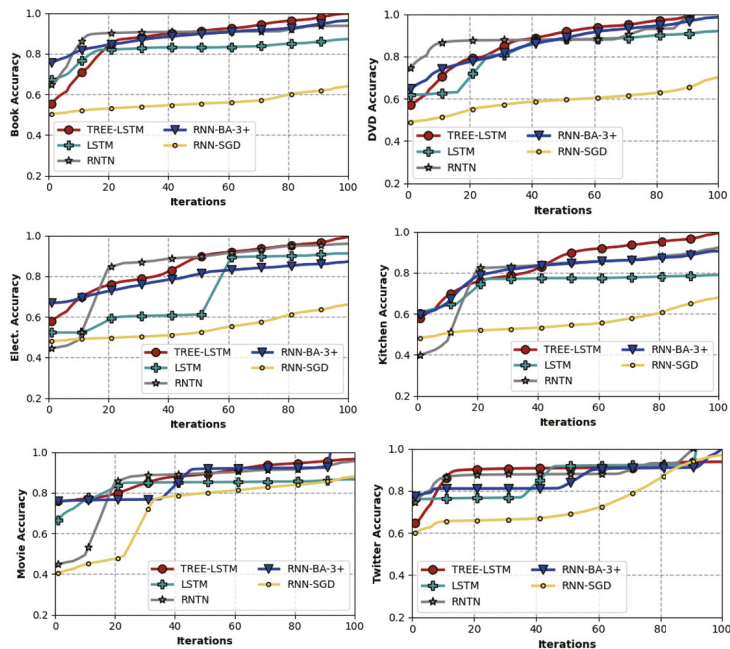 Book Accuracy
1.0
0.8
0.6
0.4
0.2
TREE-LSTM
LSTM
RNTN
RNN-BA-3+
RNN-SGD
0 20 40 60 80 100
Iterations
DVD Accuracy
1.0
0.8
0.6
0.4
0.2
TREE-LSTM
LSTM
RNTN
RNN-BA-3+
RNN-SGD
0 20 40 60 80 100
Iterations
Elect. Accuracy
1.0
0.8
0.6
0.4
0.2
TREE-LSTM
LSTM
RNTN
RNN-BA-3+
RNN-SGD
0 20 40 60 80 100
Iterations
Kitchen Accuracy
1.0
0.8
0.6
0.4
0.2
TREE-LSTM
LSTM
RNTN
RNN-BA-3+
RNN-SGD
0 20 40 60 80 100
Iterations
Movie Accuracy
1.0
0.8
0.6
0.4
0.2
TREE-LSTM
LSTM
RNTN
RNN-BA-3+
RNN-SGD
0 20 40 60 80 100
Iterations
Twitter Accuracy
1.0
0.8
0.6
0.4
0.2
TREE-LSTM
LSTM
RNTN
RNN-BA-3+
RNN-SGD
0 20 40 60 80 100
Iterations